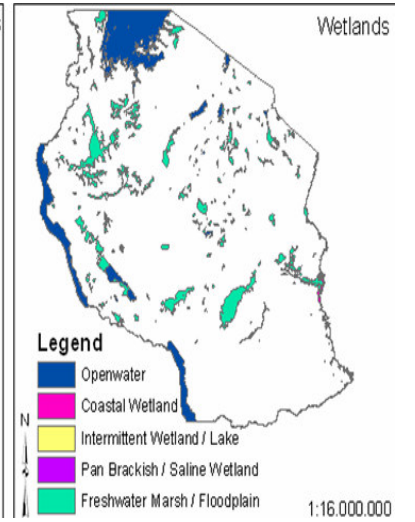 Wetlands
Legend
Openwater
Coastal Wetland
Intermittent Wetland / Lake
N
Pan Brackish / Saline Wetland
Freshwater Marsh / Floodplain
1:16.000.000